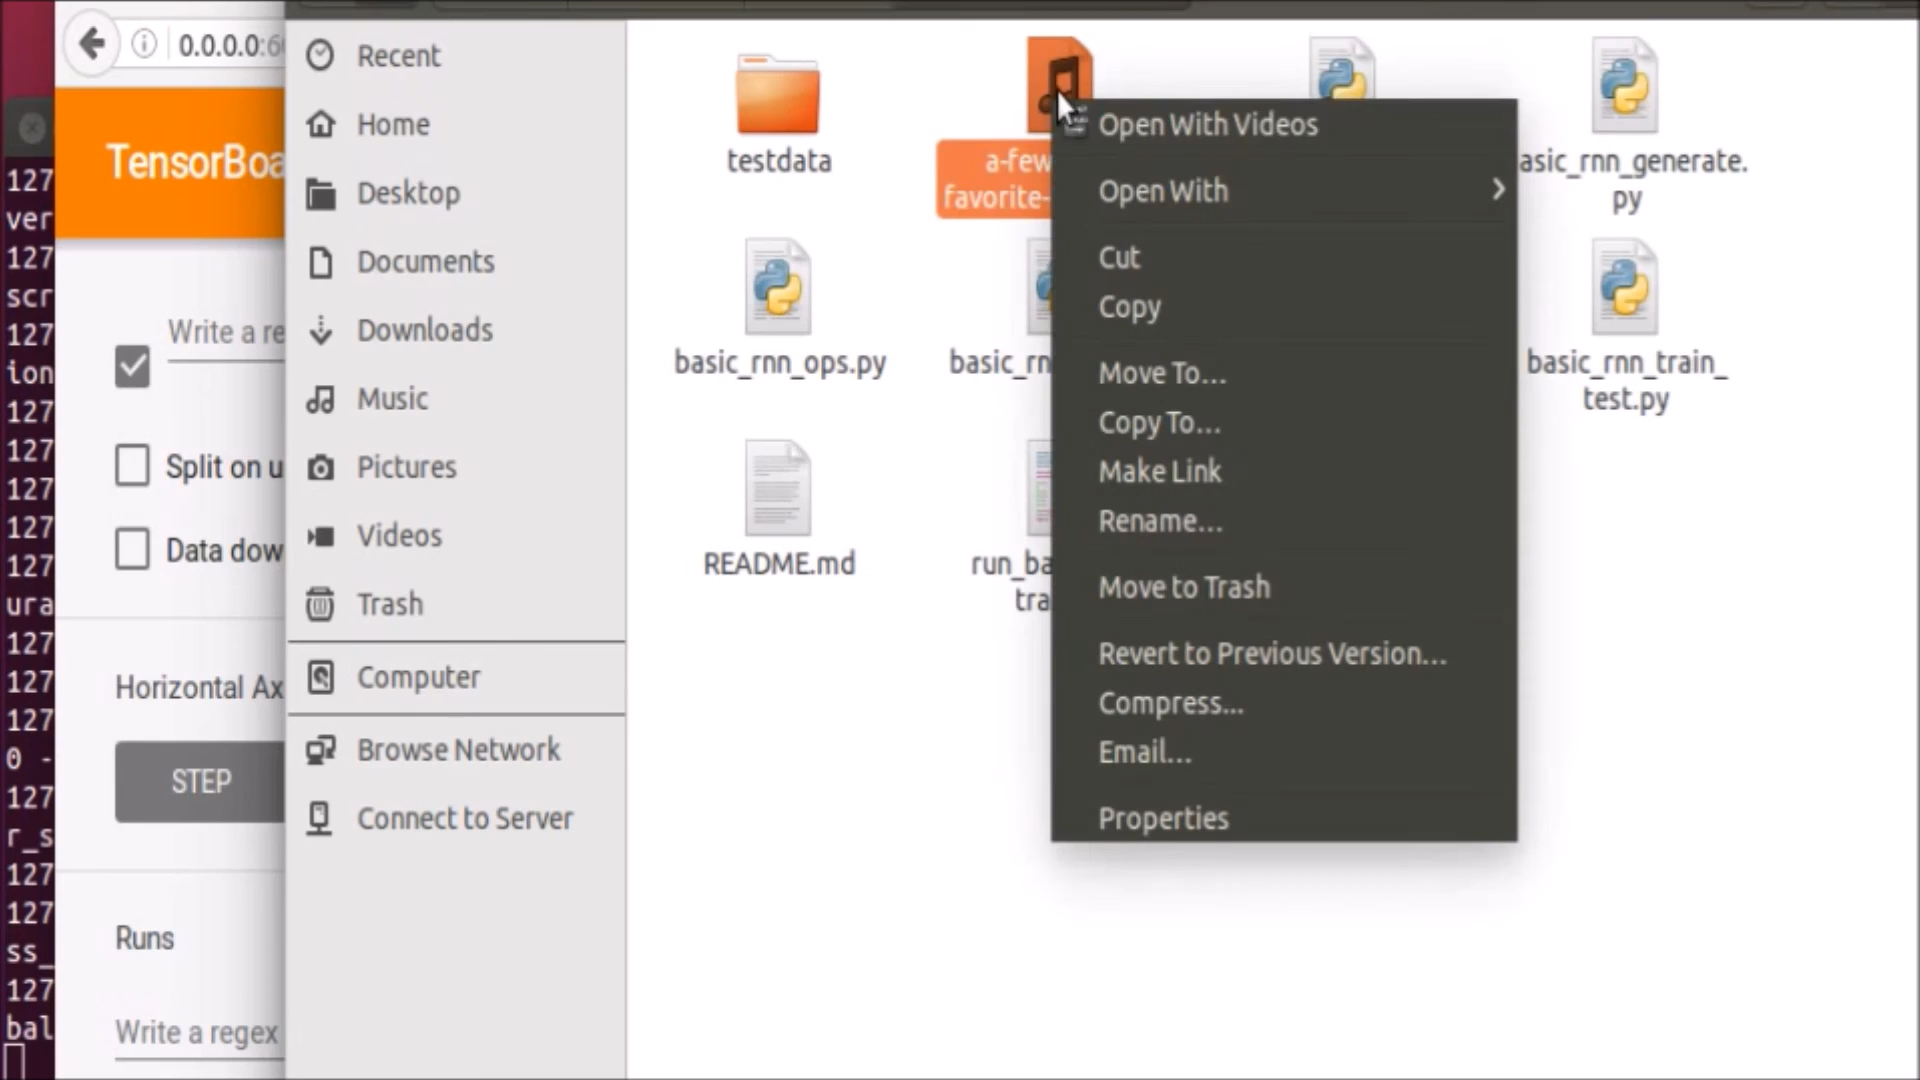 0.0.0.0:6
TensorBoa
127
ver
127
scr
127
ion
127
127
127
127
127
ura
127
127
127
0 -
127
r_s
127
127
ss_
127
bal
Write a re
Split on u
Data dow
Horizontal Ax
STEP
Runs
Write a regex
Recent
Home
Desktop
Documents
Downloads
Music
Pictures
Videos
Trash
Computer
Browse Network
Connect to Server
testdata
a-few
favorite-
asic_rnn_generate.
py
basic_rnn_ops.py
basic_rn
basic_rnn_train_
test.py
README.md
run_ba
tra
Open With Videos
Open With
Cut
Copy
Move To...
Copy To...
Make Link
Rename...
Move to Trash
Revert to Previous Version...
Compress...
Email...
Properties